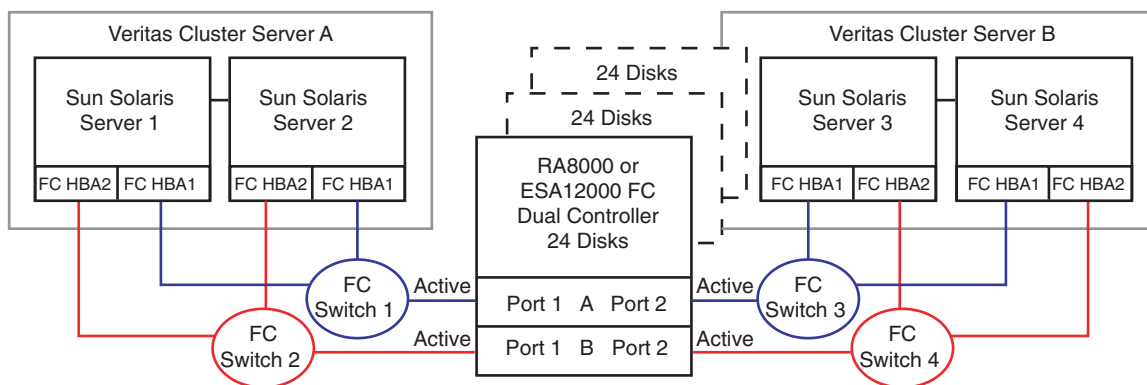 Veritas Cluster Server A
Sun Solaris
Server 1
Sun Solaris
Server 2
FC HBA2
FC HBA1
FC HBA2
FC HBA1
FC
Switch 1
FC
Switch 2
Active
Active
24 Disks
24 Disks
RA8000 or
ESA12000 FC
Dual Controller
24 Disks
Port 1 A Port 2
Port 1 B Port 2
Veritas Cluster Server B
Sun Solaris
Server 3
Sun Solaris
Server 4
FC HBA1
FC HBA2
FC HBA1
FC HBA2
Active
Active
FC
Switch 3
FC
Switch 4